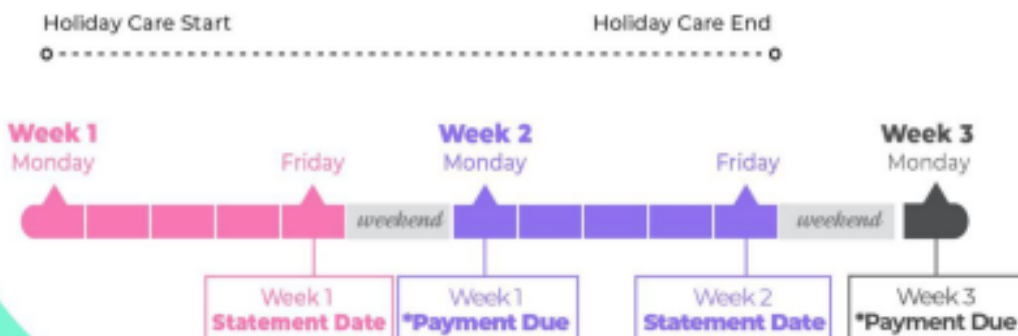 Holiday Care Start
Holiday Care End
Week 1
Monday
Friday
Week 2
Monday
Friday
Week 3
Monday
weekend
weekend
Week 1
Statement Date
Week 1
*Payment Due
Week 2
Statement Date
Week 3
*Payment Due